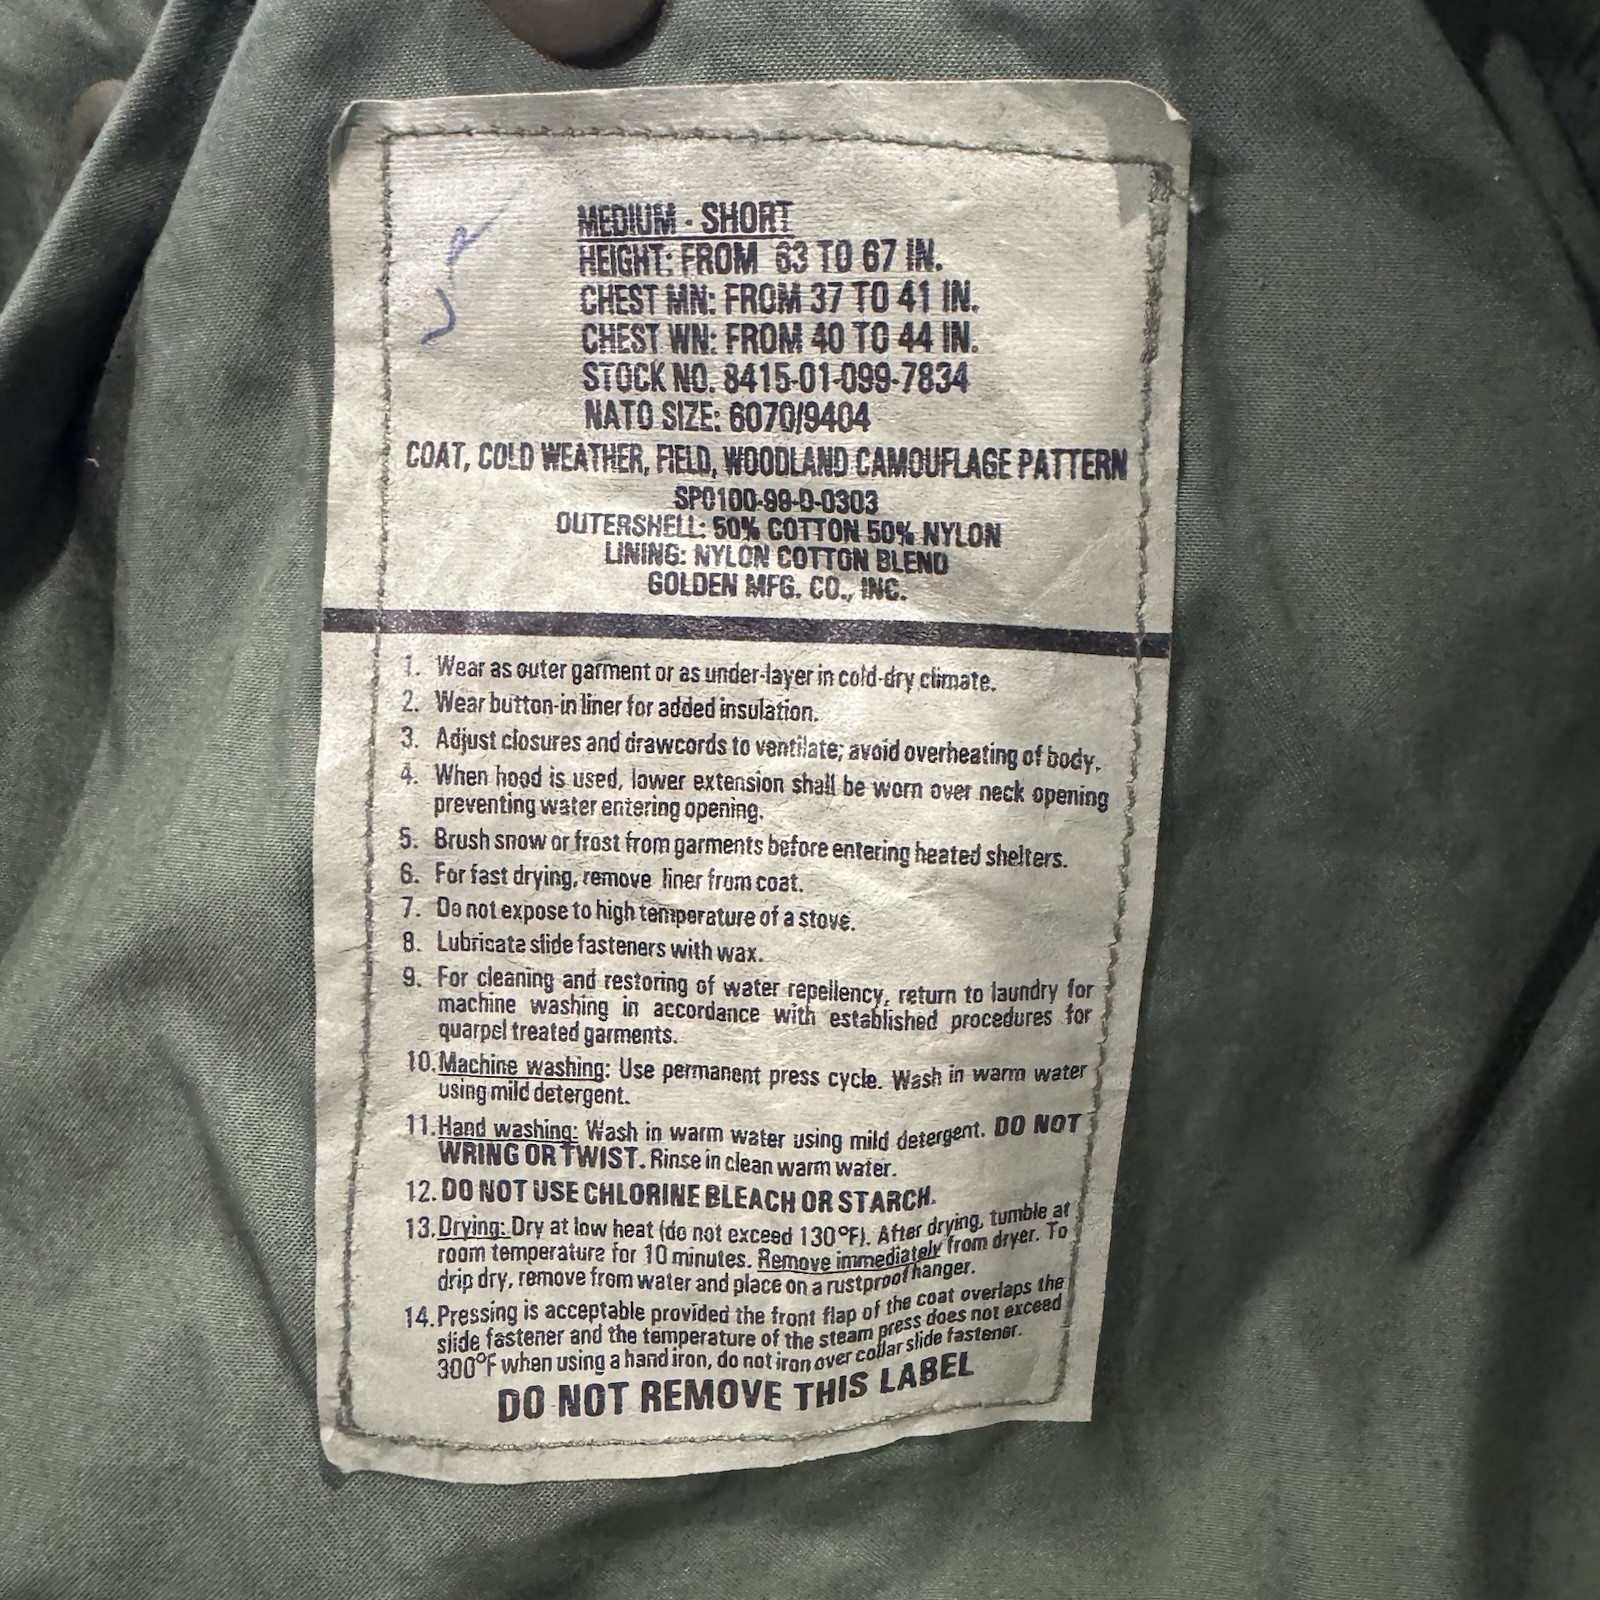 MEDIUM - SHORT
HEIGHT: FROM 63 TO 67 IN.
CHEST MN: FROM 37 TO 41 IN.
CHEST WN: FROM 40 TO 44 IN.
STOCK NO. 8415-01-099-7834
NATO SIZE: 6070/9404
COAT, COLD WEATHER, FIELD, WOODLAND CAMOUFLAGE PATTERN
SPO100-98-D-0303
OUTERSHELL: 50% COTTON 50% NYLON
LINING: NYLON COTTON BLEND
GOLDEN MFG. CO., INC.
1. Wear as outer garment or as under-layer in cold-dry climate.
2. Wear button-in liner for added insulation.
3. Adjust closures and drawcords to ventilate; avoid overheating of body.
4. When hood is used, lower extension shall be worn over neck opening
preventing water entering opening.
5. Brush snow or frost from garments before entering heated shelters.
6. For fast drying, remove liner from coat.
7. Do not expose to high temperature of a stove.
8. Lubricate slide fasteners with wax.
9. For cleaning and restoring of water repellency, return to laundry for
machine washing in accordance with established procedures for
quarpel treated garments.
10. Machine washing: Use permanent press cycle. Wash in warm water
using mild detergent.
11. Hand washing: Wash in warm water using mild detergent. DO NOT
WRING OR TWIST. Rinse in clean warm water.
12. DO NOT USE CHLORINE BLEACH OR STARCH.
13. Drying: Dry at low heat (do not exceed 130°F). After drying, tumble at
room temperature for 10 minutes. Remove immediately from dryer. To
drip dry, remove from water and place on a rustproof hanger.
14. Pressing is acceptable provided the front flap of the coat overlaps the
slide fastener and the temperature of the steam press does not exceed
300°F when using a hand iron, do not iron over collar slide fastener.
DO NOT REMOVE THIS LABEL